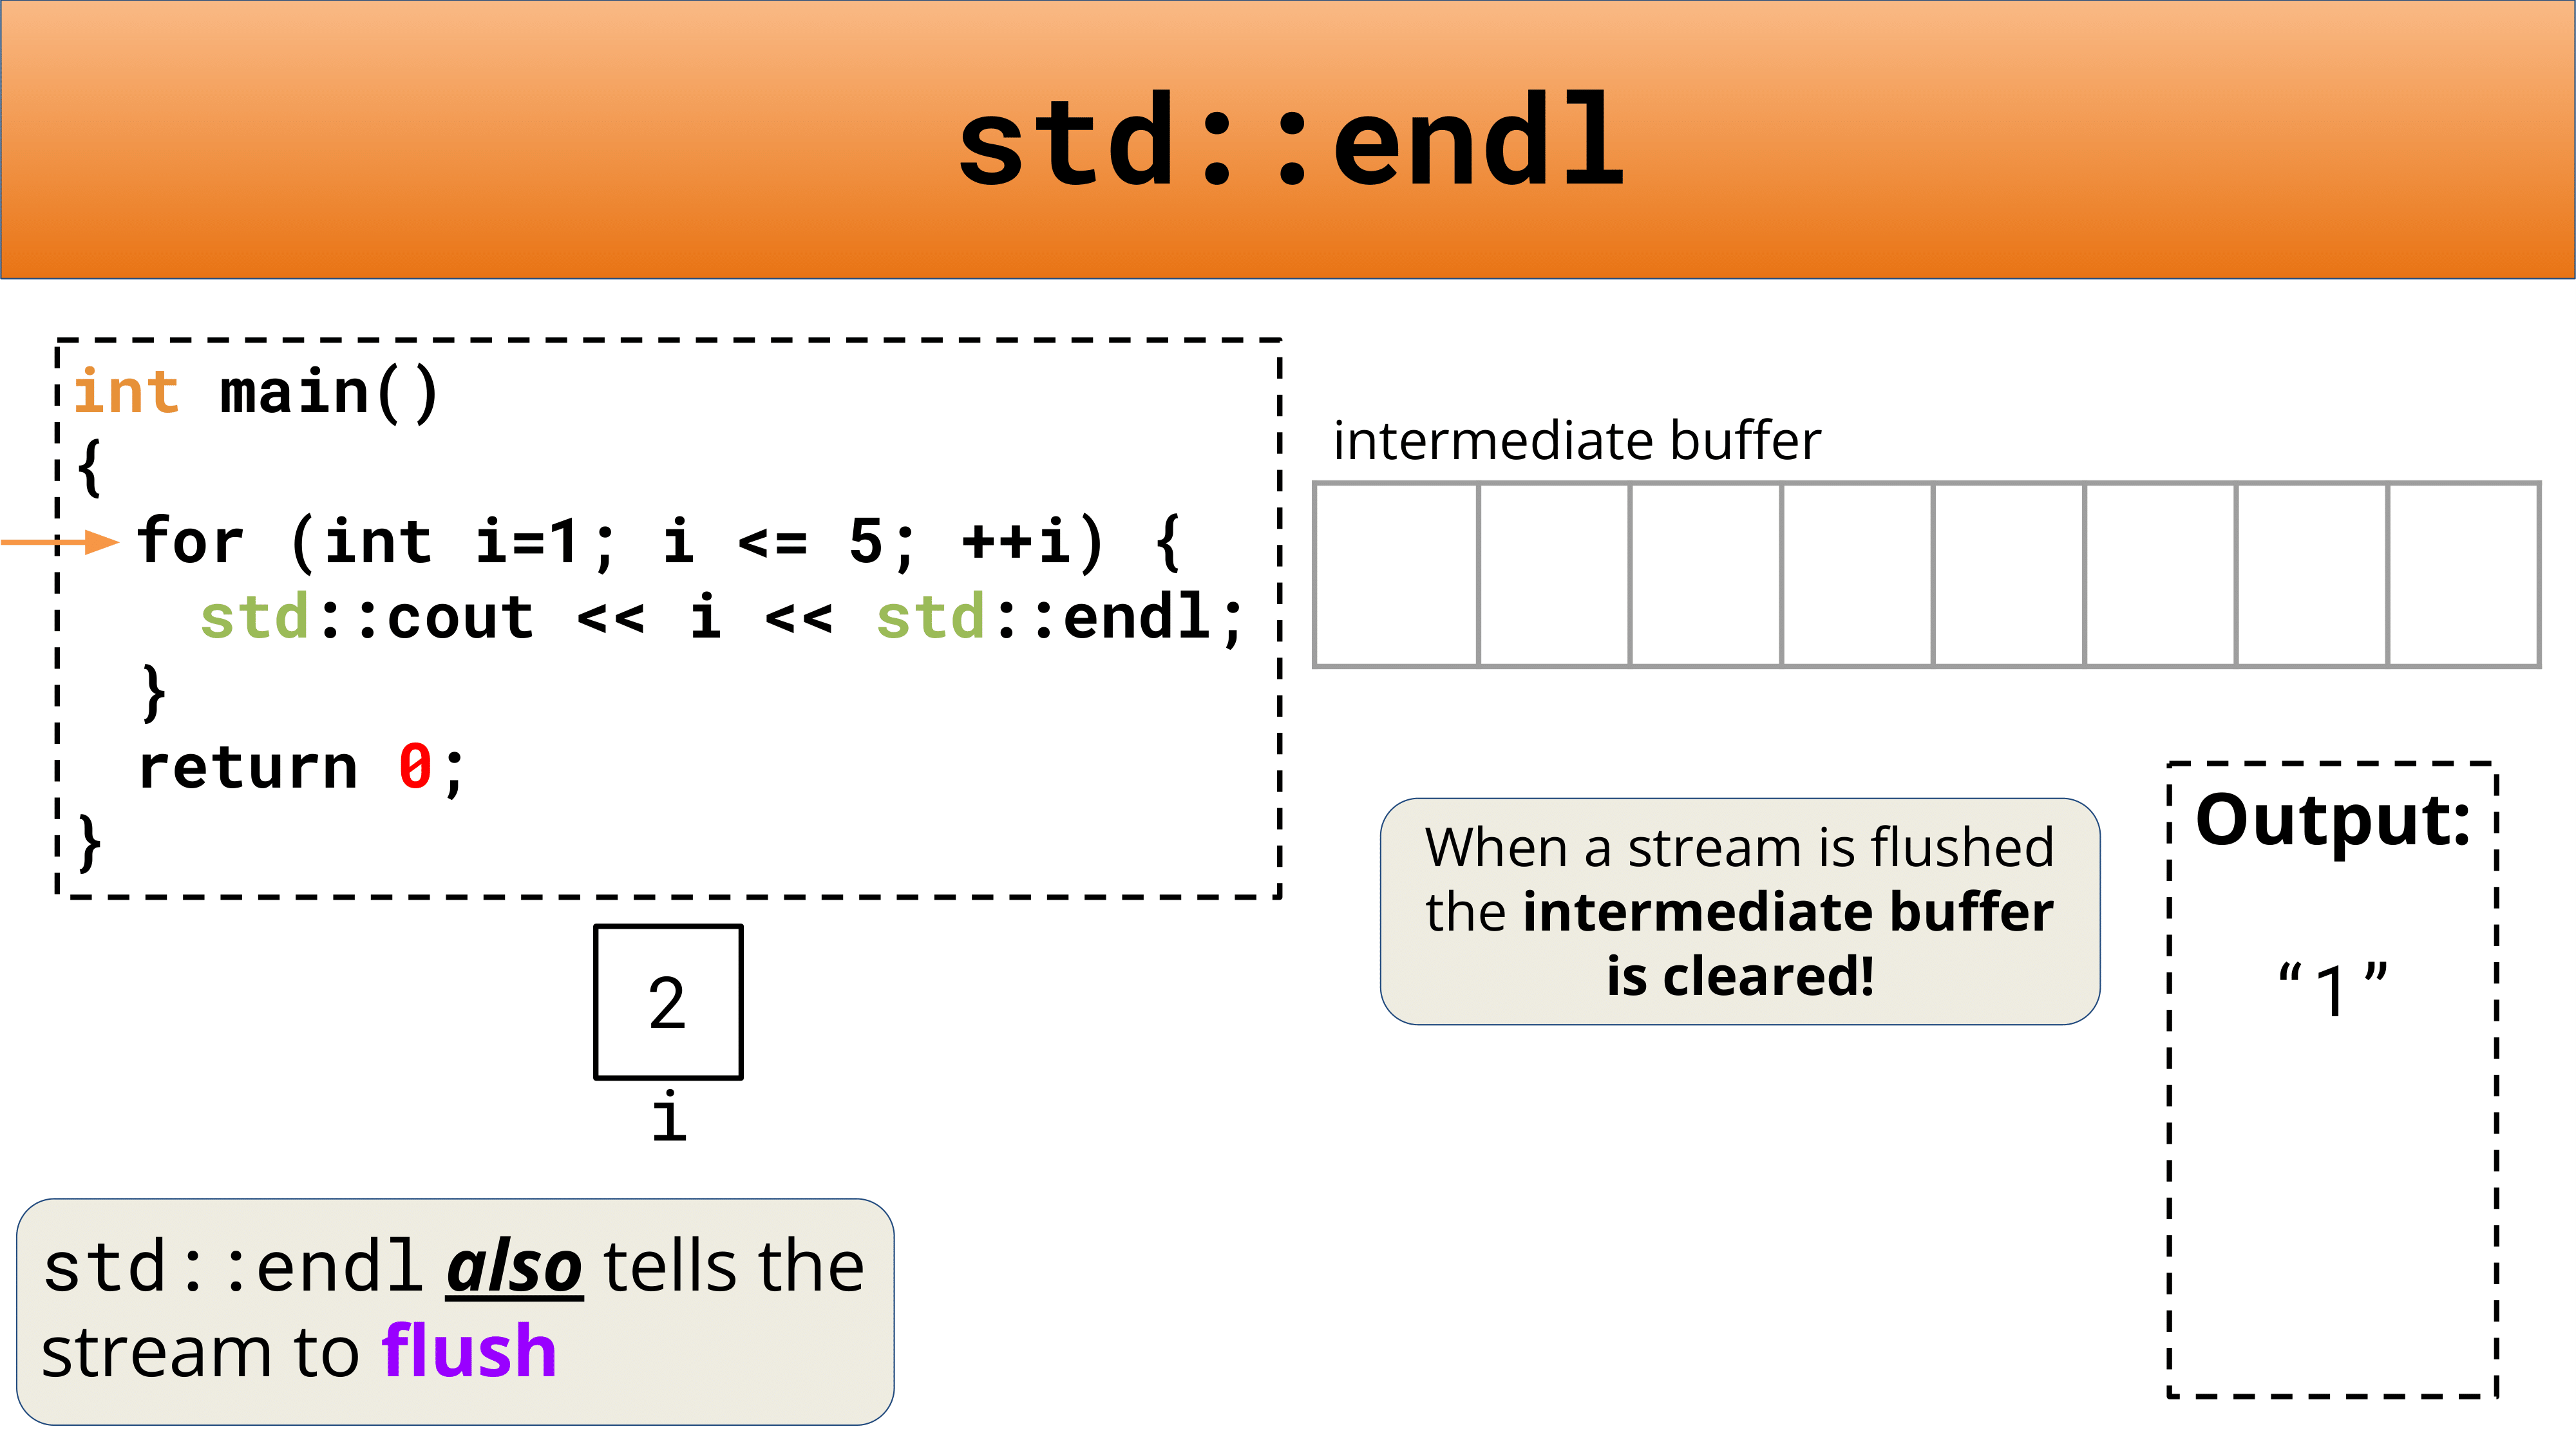 std::endl
int main()
{
  for (int i=1; i <= 5; ++i) {
    std::cout << i << std::endl;
  }
  return 0;
}
intermediate buffer
When a stream is flushed
the intermediate buffer
is cleared!
Output:
“1”
2
i
std::endl also tells the
stream to flush